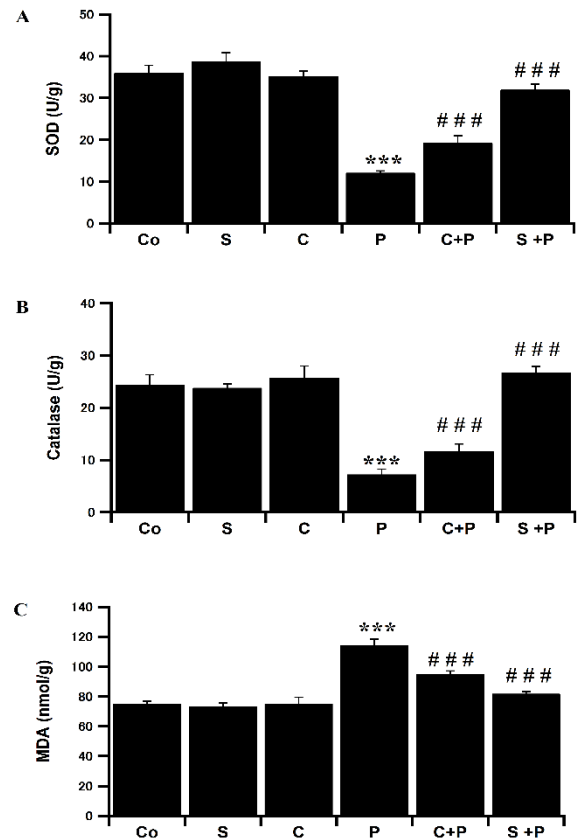 A
SOD (U/g)
50
40
30
20
10
0
***
# # #
# # #
Co S C P C+P S +P
B
Catalase (U/g)
40
30
20
10
0
***
# # #
# # #
Co S C P C+P S +P
C
MDA (nmol/g)
140
120
100
80
60
40
20
0
***
# # #
# # #
Co S C P C+P S +P